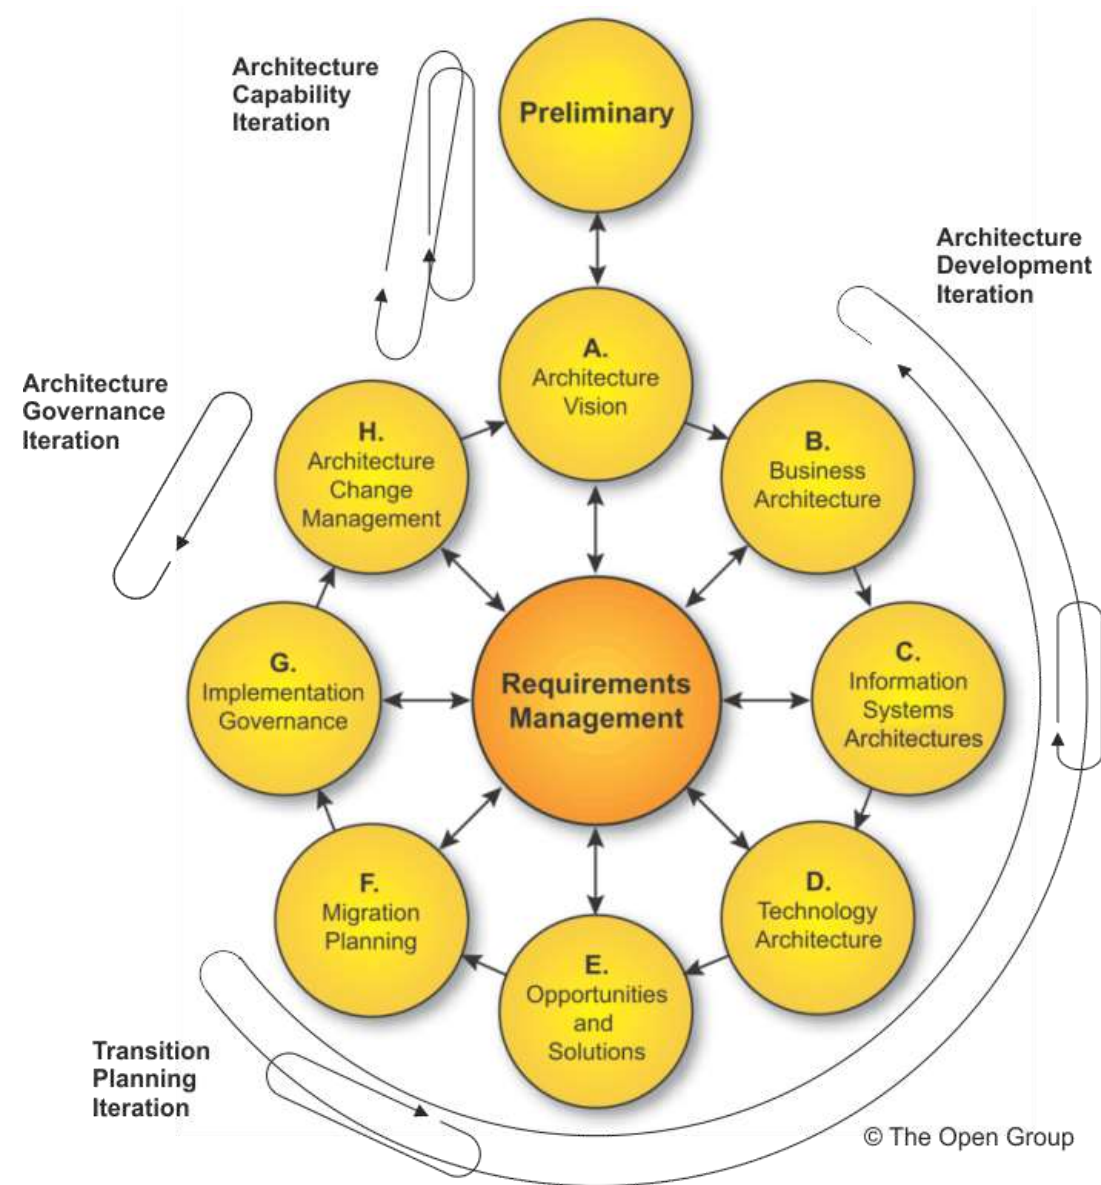 Architecture
Capability
Iteration
Preliminary
Architecture
Development
Iteration
A.
Architecture
Vision
Architecture
Governance
Iteration
H.
Architecture
Change
Management
B.
Business
Architecture
G.
Implementation
Governance
Requirements
Management
C.
Information
Systems
Architectures
F.
Migration
Planning
D.
Technology
Architecture
E.
Opportunities
and
Solutions
Transition
Planning
Iteration
© The Open Group